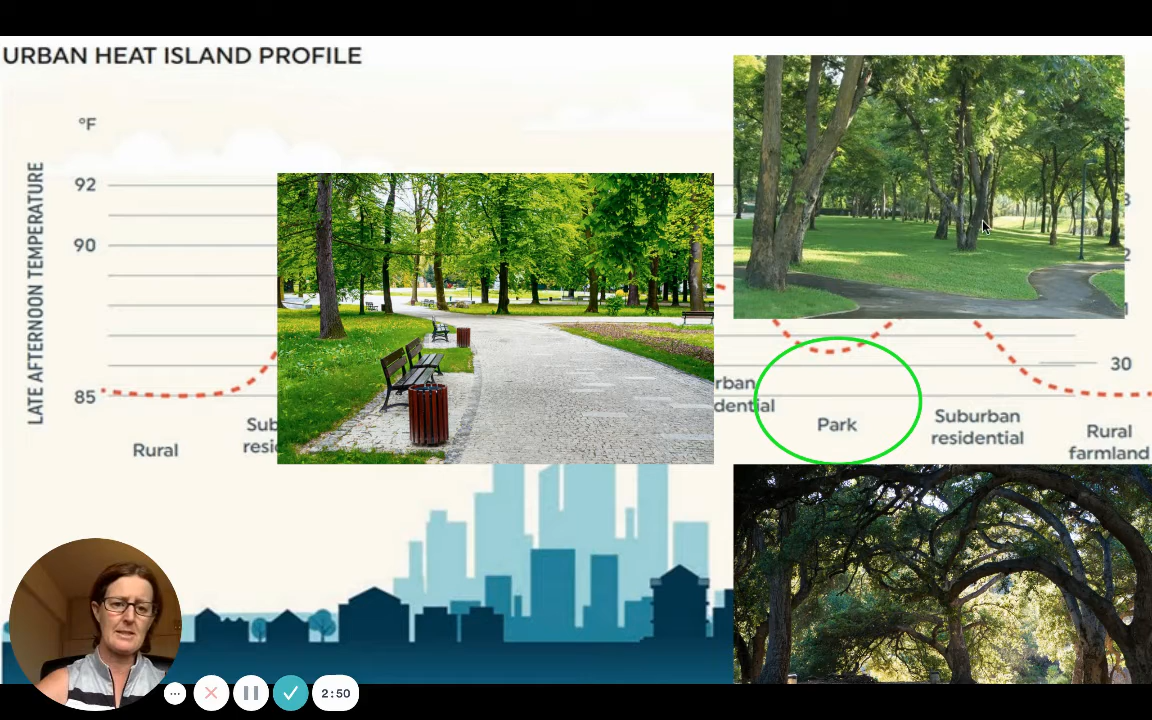 URBAN HEAT ISLAND PROFILE
°F
LATE AFTERNOON TEMPERATURE
92
90
85
30
Rural
Park
Suburban
residential
Rural
farmland
2:50